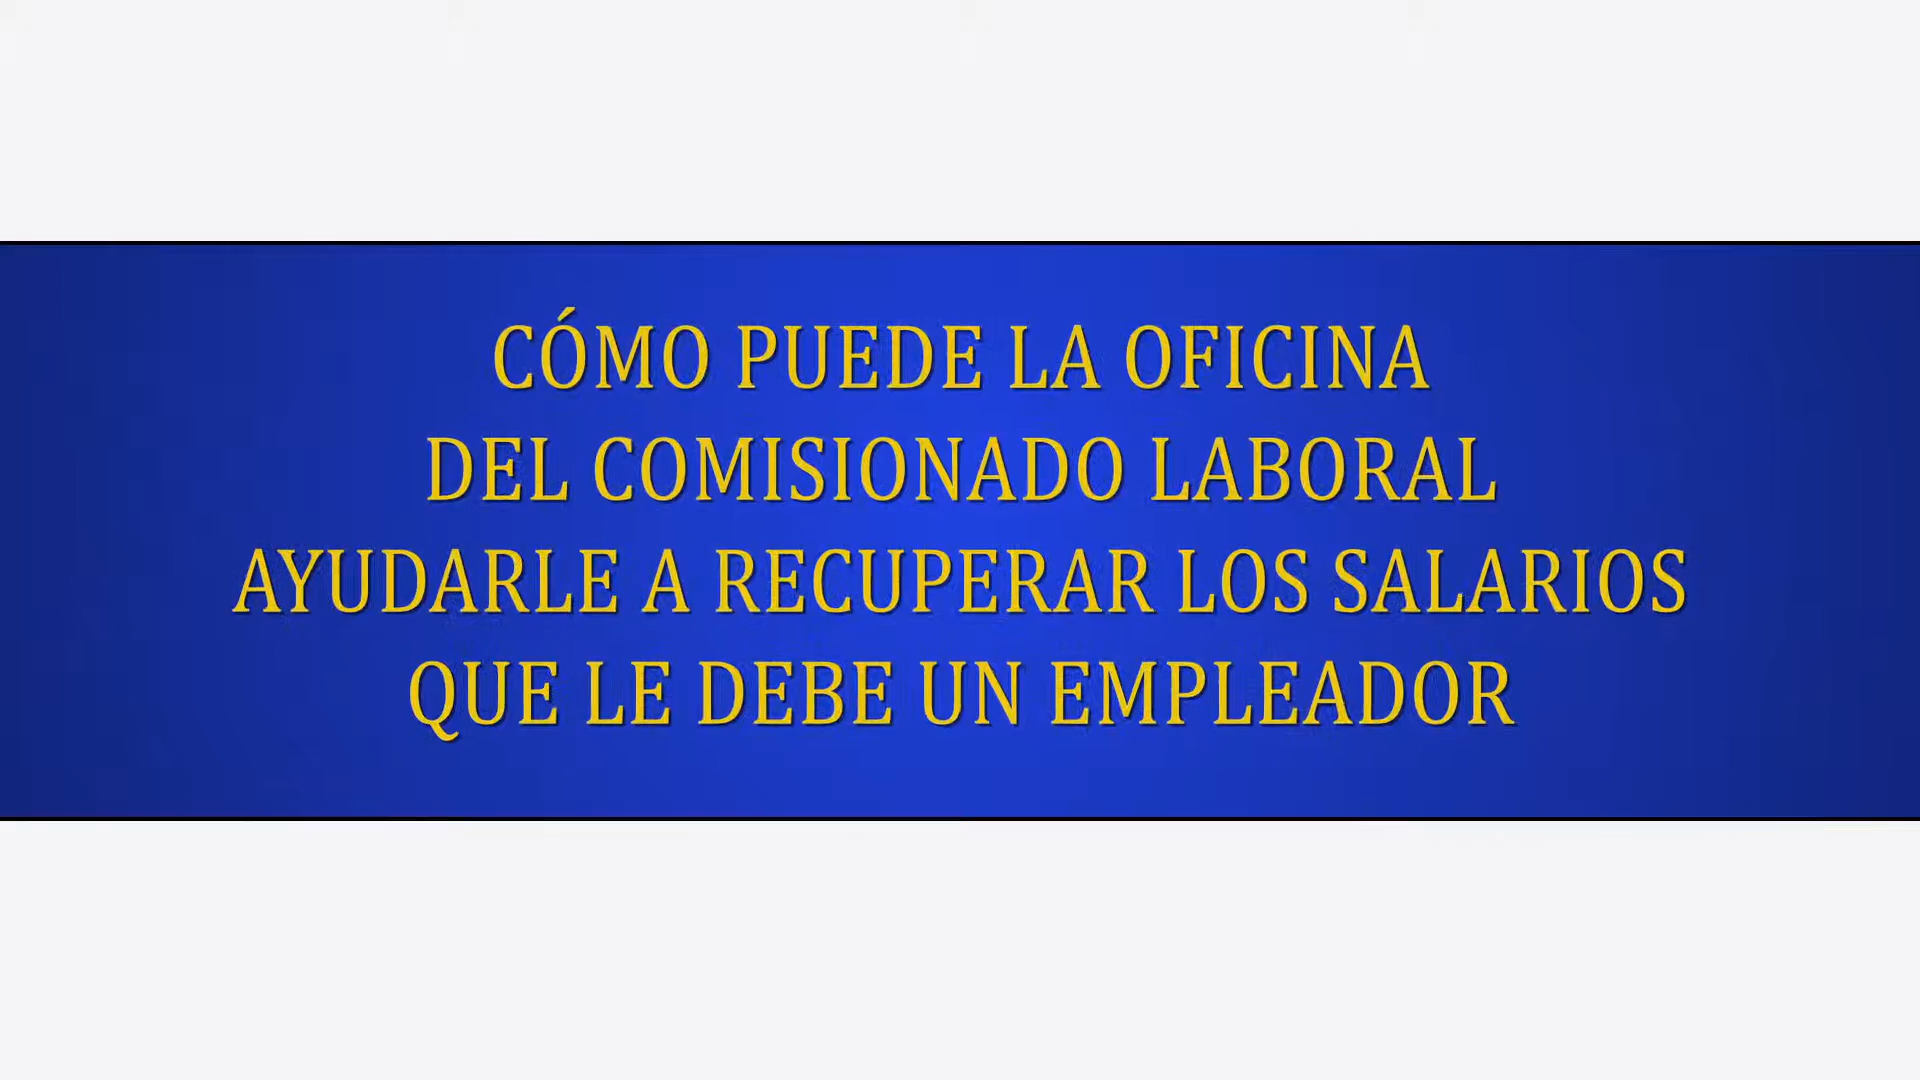 CÓMO PUEDE LA OFICINA
DEL COMISIONADO LABORAL
AYUDARLE A RECUPERAR LOS SALARIOS
QUE LE DEBE UN EMPLEADOR